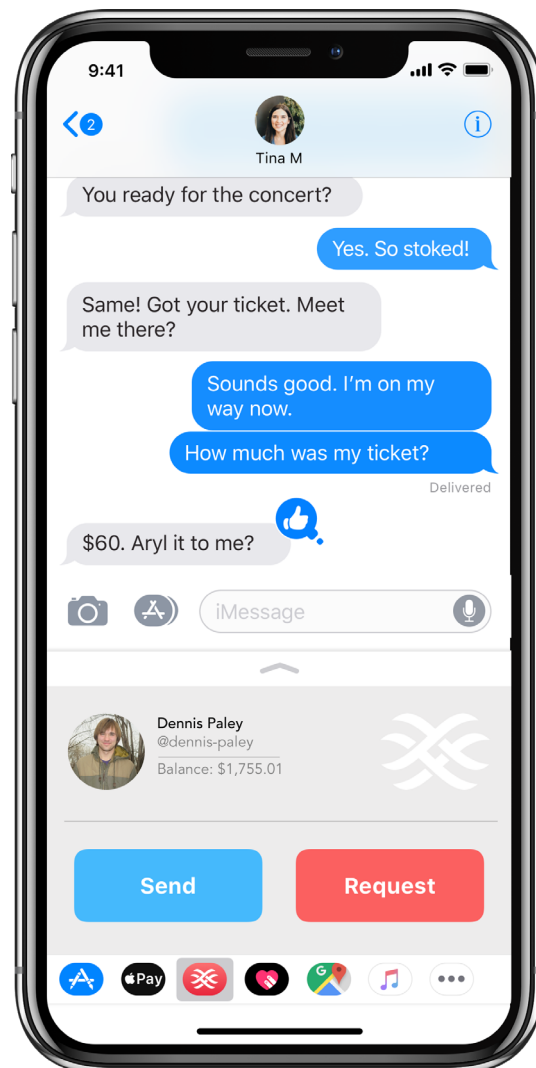 9:41
2
Tina M
You ready for the concert?
Yes. So stoked!
Same! Got your ticket. Meet
me there?
Sounds good. I’m on my
way now.
How much was my ticket?
Delivered
$60. Aryl it to me?
iMessage
Dennis Paley
@dennis-paley
Balance: $1,755.01
Send
Request
Pay
G